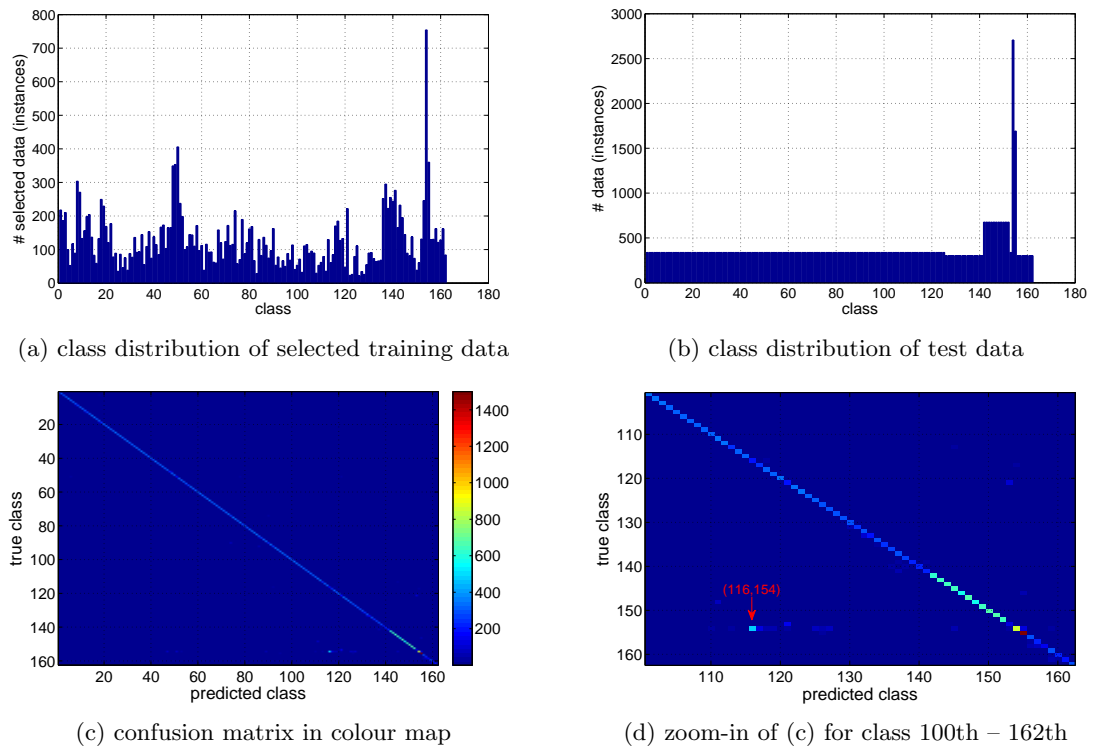 800
700
600
500
400
300
200
100
0
# selected data (instances)
0 20 40 60 80 100 120 140 160 180
class
(a) class distribution of selected training data
3000
2500
2000
1500
1000
500
0
# data (instances)
0 20 40 60 80 100 120 140 160 180
class
(b) class distribution of test data
20
40
60
80
100
120
140
160
true class
20 40 60 80 100 120 140 160
predicted class
1400
1200
1000
800
600
400
200
(c) confusion matrix in colour map
110
120
130
140
150
160
true class
(116,154)
110 120 130 140 150 160
predicted class
(d) zoom-in of (c) for class 100th – 162th